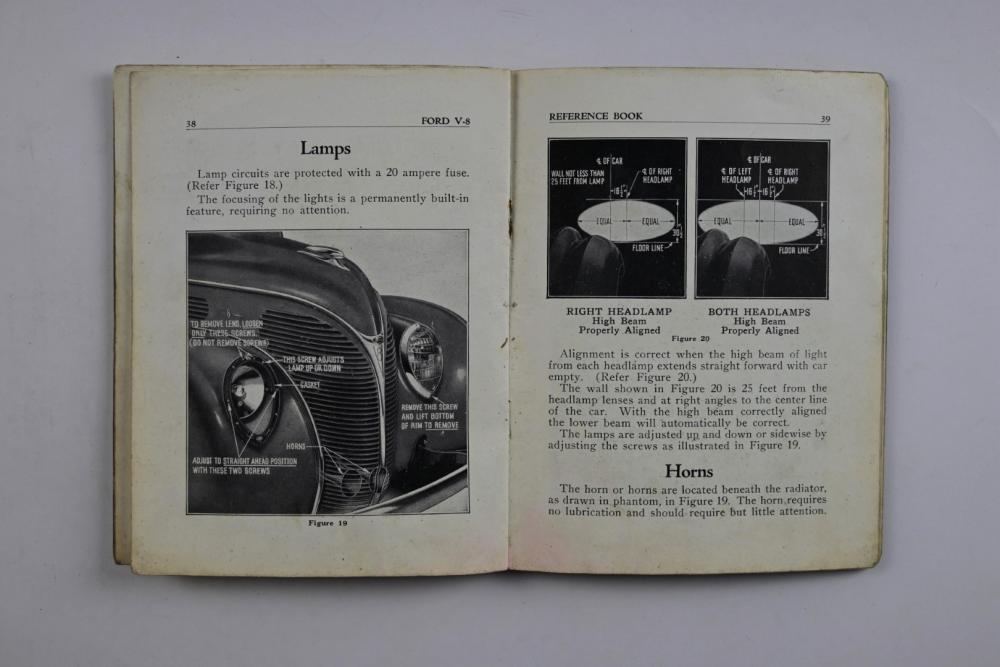 38
FORD V-8
Lamps
Lamp circuits are protected with a 20 ampere fuse.
(Refer Figure 18.)
The focusing of the lights is a permanently built-in
feature, requiring no attention.
TO REMOVE LENS, LOOSEN
ONLY THESE SCREWS.
(DO NOT REMOVE SCREWS)
THIS SCREW ADJUSTS
LAMP UP OR DOWN
GASKET
REMOVE THIS SCREW
AND LIFT BOTTOM
OF RIM TO REMOVE
HORNS
ADJUST TO STRAIGHT AHEAD POSITION
WITH THESE TWO SCREWS
Figure 19
REFERENCE BOOK
39
℄ OF CAR
WALL NOT LESS THAN
25 FEET FROM LAMP
℄ OF RIGHT
HEADLAMP
EQUAL
EQUAL
FLOOR LINE
℄ OF CAR
℄ OF LEFT
HEADLAMP
℄ OF RIGHT
HEADLAMP
EQUAL
EQUAL
FLOOR LINE
RIGHT HEADLAMP
High Beam
Properly Aligned
BOTH HEADLAMPS
High Beam
Properly Aligned
Figure 20
Alignment is correct when the high beam of light
from each headlamp extends straight forward with car
empty. (Refer Figure 20.)
The wall shown in Figure 20 is 25 feet from the
headlamp lenses and at right angles to the center line
of the car. With the high beam correctly aligned
the lower beam will automatically be correct.
The lamps are adjusted up and down or sidewise by
adjusting the screws as illustrated in Figure 19.
Horns
The horn or horns are located beneath the radiator,
as drawn in phantom, in Figure 19. The horn requires
no lubrication and should require but little attention.